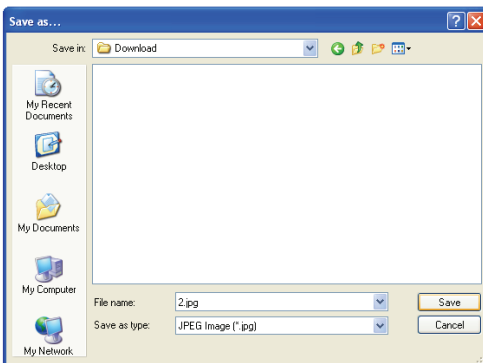 Save as...
Save in:
Download
My Recent
Documents
Desktop
My Documents
My Computer
My Network
File name:
2.jpg
Save
Save as type:
JPEG Image (*.jpg)
Cancel